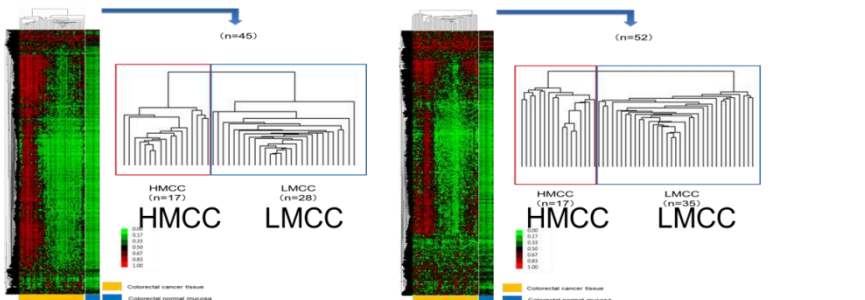 (n=45)
HMCC
(n=17)
LMCC
(n=28)
HMCC
LMCC
0.00
0.17
0.33
0.50
0.67
0.83
1.00
Colorectal cancer tissue
Colorectal normal mucosa
(n=52)
HMCC
(n=17)
LMCC
(n=35)
HMCC
LMCC
0.00
0.17
0.33
0.50
0.67
0.83
1.00
Colorectal cancer tissue
Colorectal normal mucosa